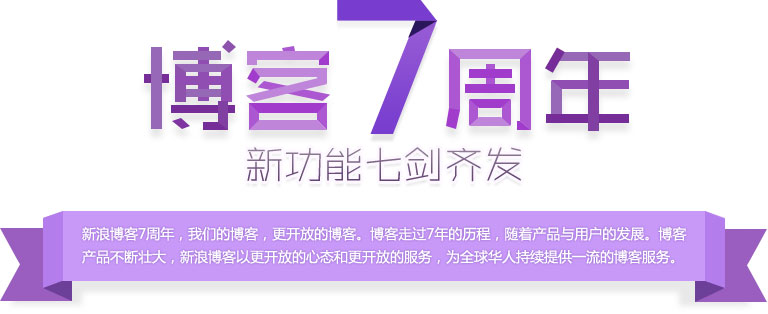 博客7周年
新功能七剑齐发
新浪博客7周年，我们的博客，更开放的博客。博客走过7年的历程，随着产品与用户的发展。博客
产品不断壮大，新浪博客以更开放的心态和更开放的服务，为全球华人持续提供一流的博客服务。